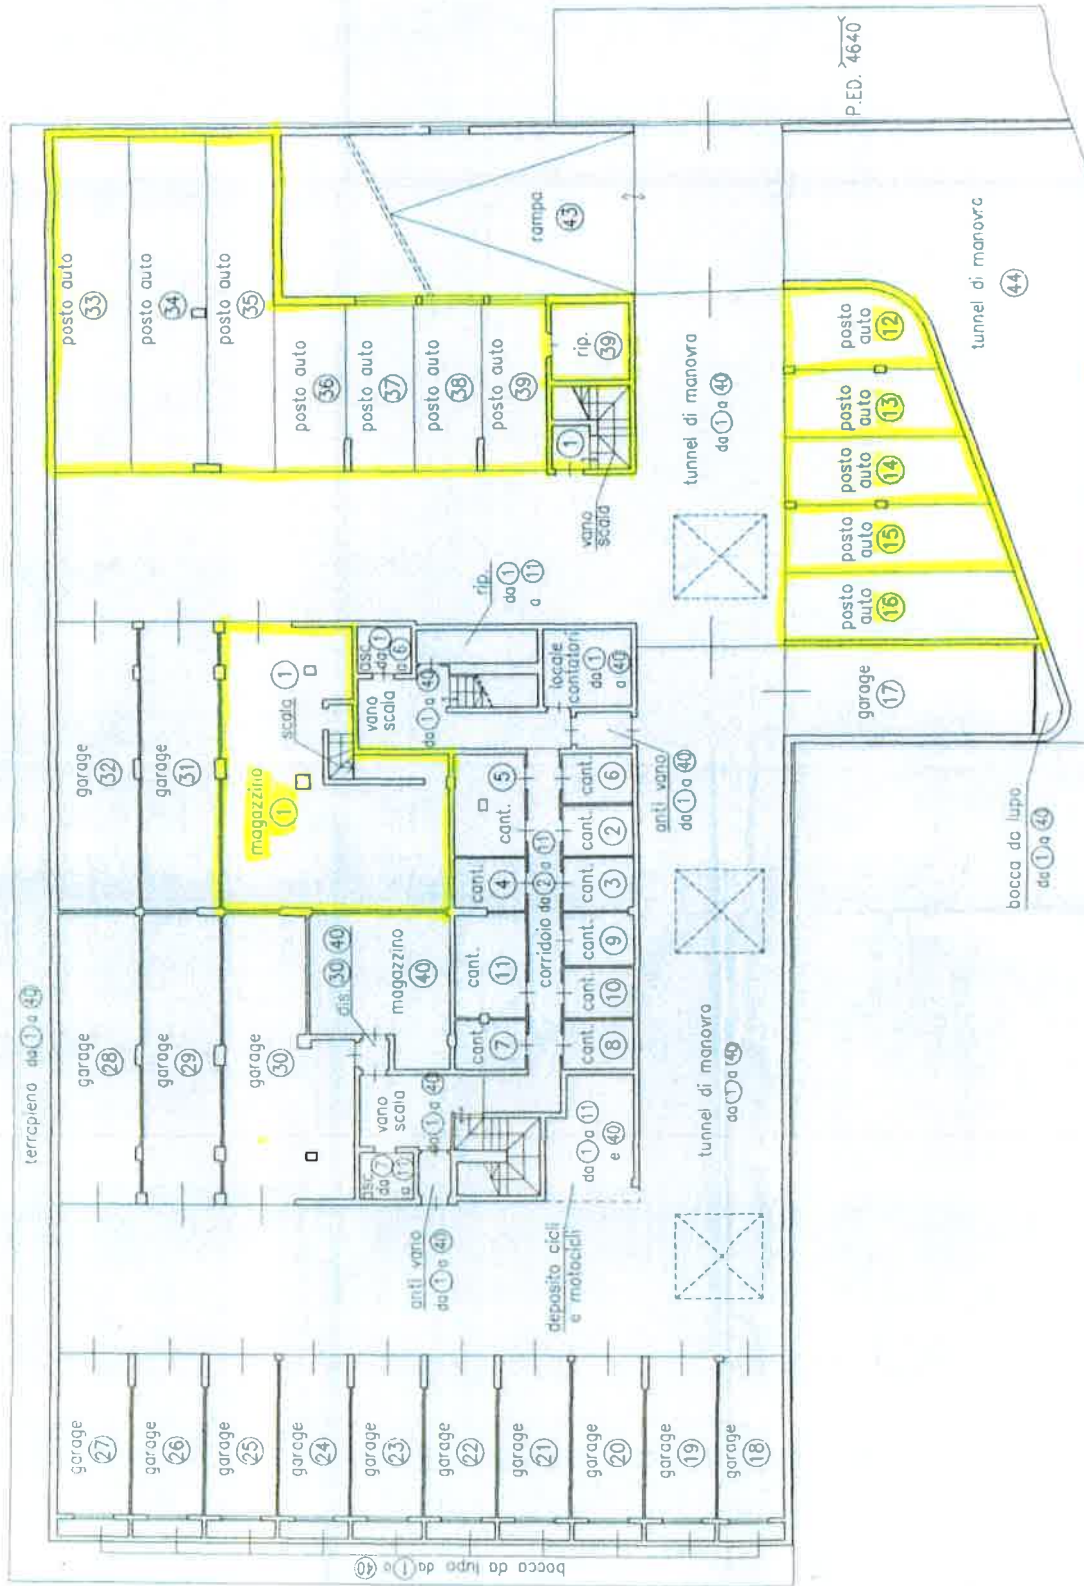 terrapieno da 1 a 40
garage
27
garage
26
garage
25
garage
24
garage
23
garage
22
garage
21
garage
20
garage
19
garage
18
bocca da lupo da 1 a 40
garage
28
garage
29
garage
30
garage
32
garage
31
magazzino
1
scala 1
dis 30 40
magazzino
40
vano
scala
da 1 a 40
asc.
da 7
a 12
anti vano
da 1 a 40
deposito cicli
e motocicli
da 1 a 11
e 40
cant.
7
cant.
11
cant.
4
cant.
5
corridoio da 2 a 11
cant.
8
cant.
10
cant.
9
cant.
3
cant.
2
cant.
6
anti vano
da 1 a 40
vano
scala
da 1 a 40
asc.
da 1
a 6
rip.
da 1
a 11
locale
contatori
da 1
a 40
tunnel di manovra
da 1 a 40
posto auto
33
posto auto
34
posto auto
35
posto auto
36
posto auto
37
posto auto
38
posto auto
39
rip.
39
1
vano
scala
rampa
43
tunnel di manovra
da 1 a 40
posto
auto 12
posto
auto 13
posto
auto 14
posto
auto 15
posto
auto 16
garage
17
bocca da lupo
da 1 a 40
tunnel di manovra
44
P.ED. 4640